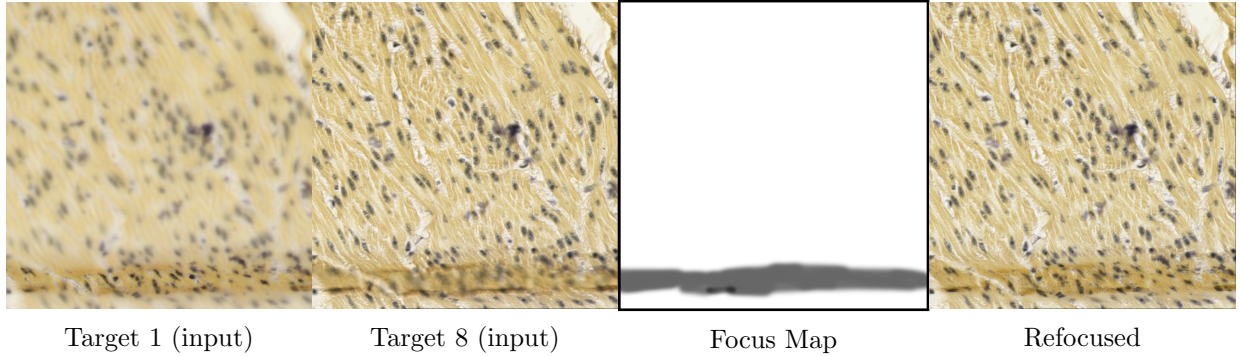 Target 1 (input)
Target 8 (input)
Focus Map
Refocused